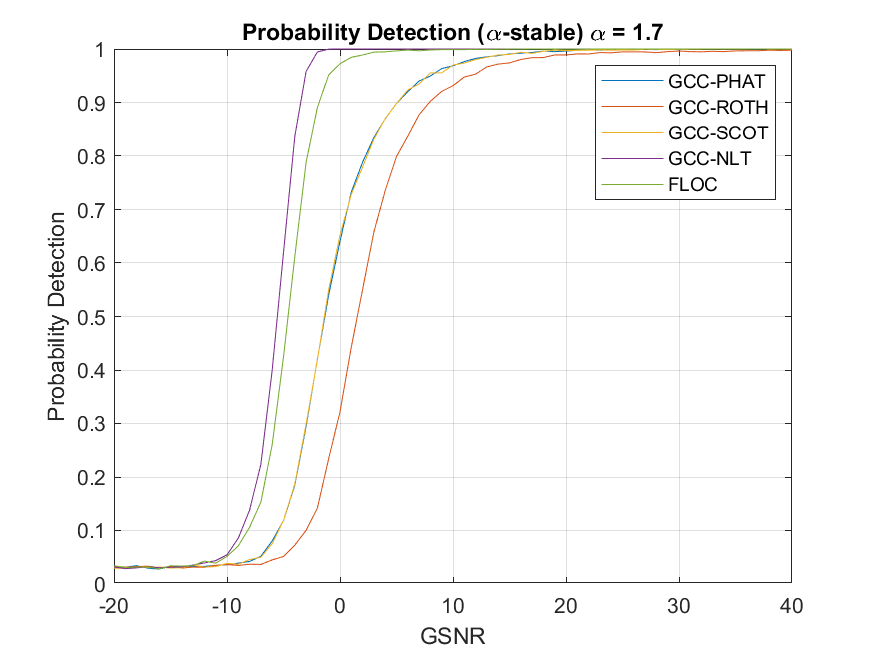 Probability Detection (α-stable) α = 1.7
1
0.9
0.8
0.7
0.6
0.5
0.4
0.3
0.2
0.1
0
Probability Detection
GCC-PHAT
GCC-ROTH
GCC-SCOT
GCC-NLT
FLOC
-20 -10 0 10 20 30 40
GSNR